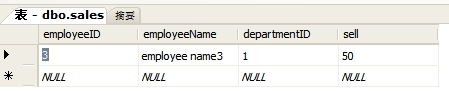 表 - dbo.sales 摘要
employeeID employeeName departmentID sell
3 employee name3 1 50
NULL NULL NULL NULL